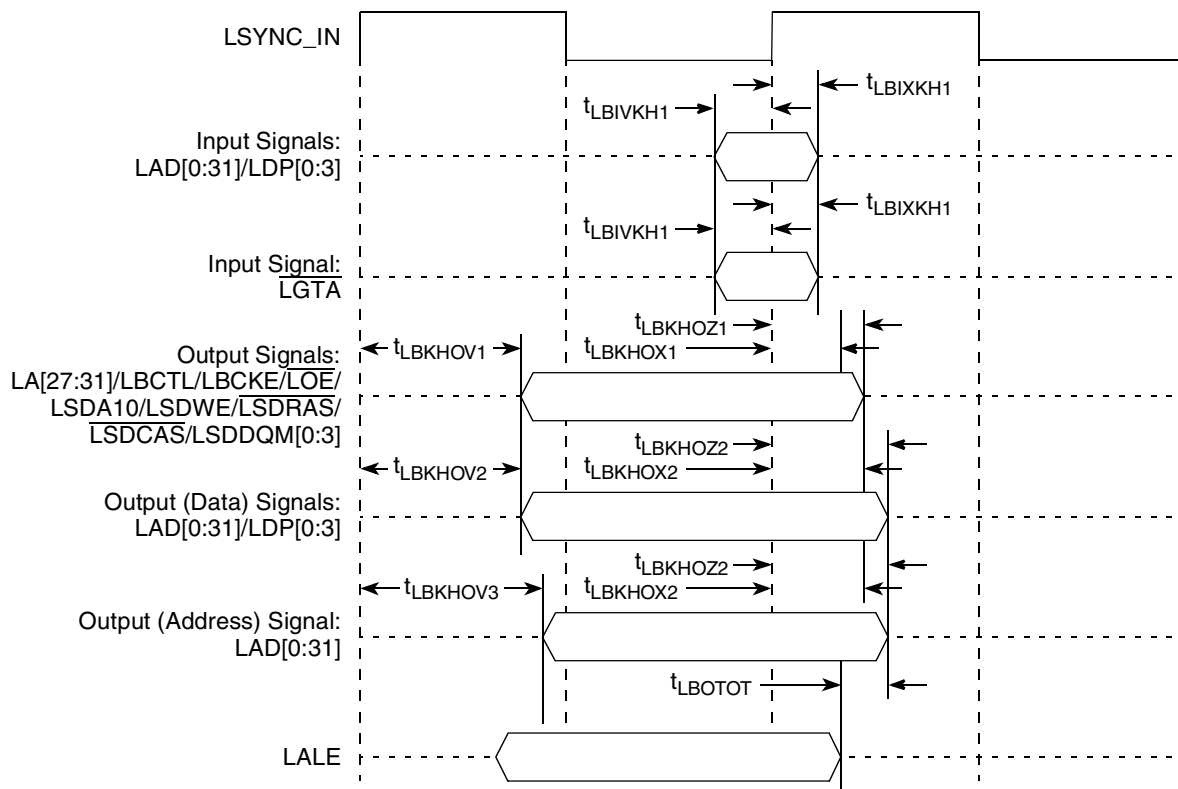 LSYNC_IN
tLBIXKH1
tLBIVKH1
Input Signals:
LAD[0:31]/LDP[0:3]
tLBIXKH1
tLBIVKH1
Input Signal:
LGTA
tLBKHOZ1
tLBKHOV1
tLBKHOX1
Output Signals:
LA[27:31]/LBCTL/LBCKE/LOE/
LSDA10/LSDWE/LSDRAS/
LSDCAS/LSDDQM[0:3]
tLBKHOZ2
tLBKHOV2
tLBKHOX2
Output (Data) Signals:
LAD[0:31]/LDP[0:3]
tLBKHOZ2
tLBKHOV3
tLBKHOX2
Output (Address) Signal:
LAD[0:31]
tLBOTOT
LALE